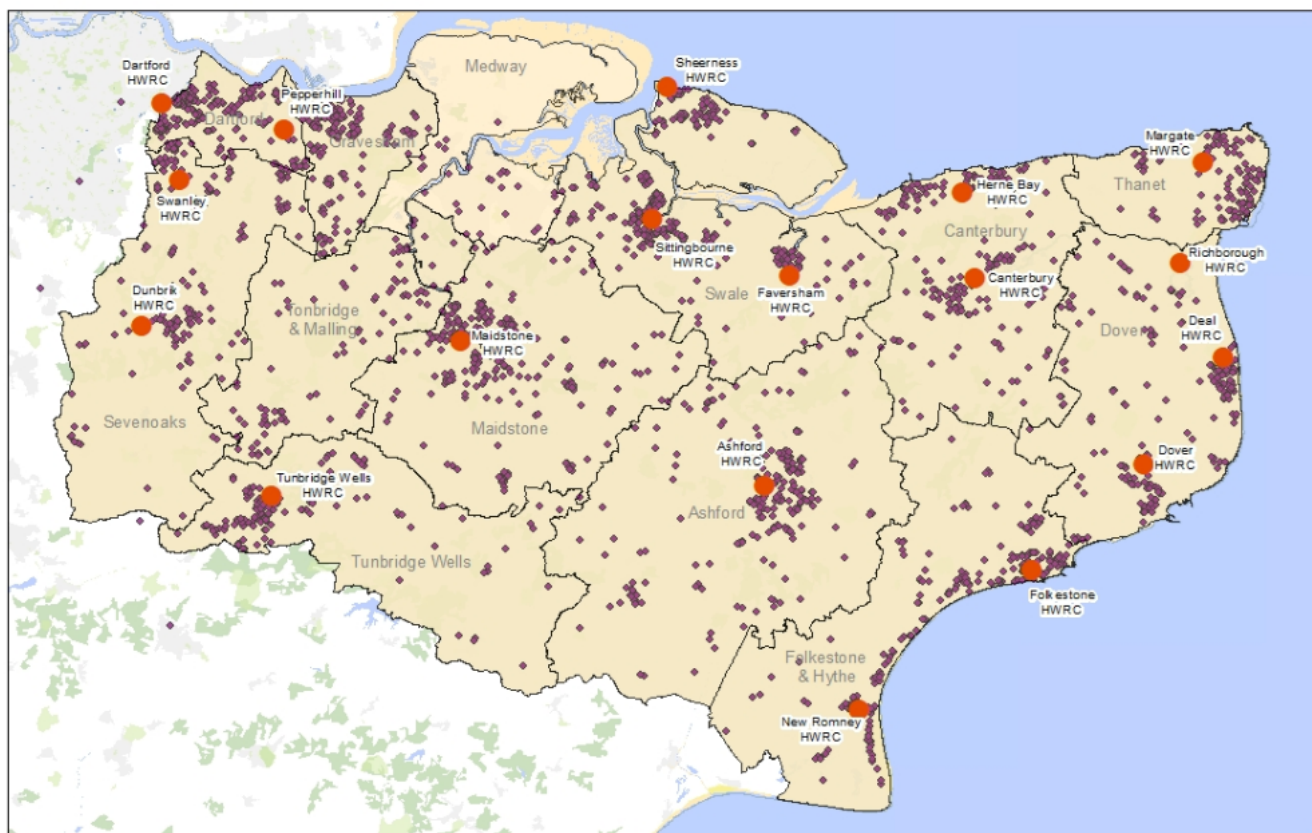 Medway
Sheerness
HWRC
Dartford
HWRC
Pepperhill
HWRC
Dartford
Gravesham
Margate
HWRC
Thanet
Swanley
HWRC
Herne Bay
HWRC
Canterbury
Sittingbourne
HWRC
Richborough
HWRC
Canterbury
HWRC
Faversham
HWRC
Swale
Dunbrik
HWRC
Tonbridge
& Malling
Maidstone
HWRC
Dover
Deal
HWRC
Sevenoaks
Maidstone
Ashford
HWRC
Dover
HWRC
Tunbridge Wells
HWRC
Ashford
Tunbridge Wells
Folkestone
HWRC
Folkestone
& Hythe
New Romney
HWRC